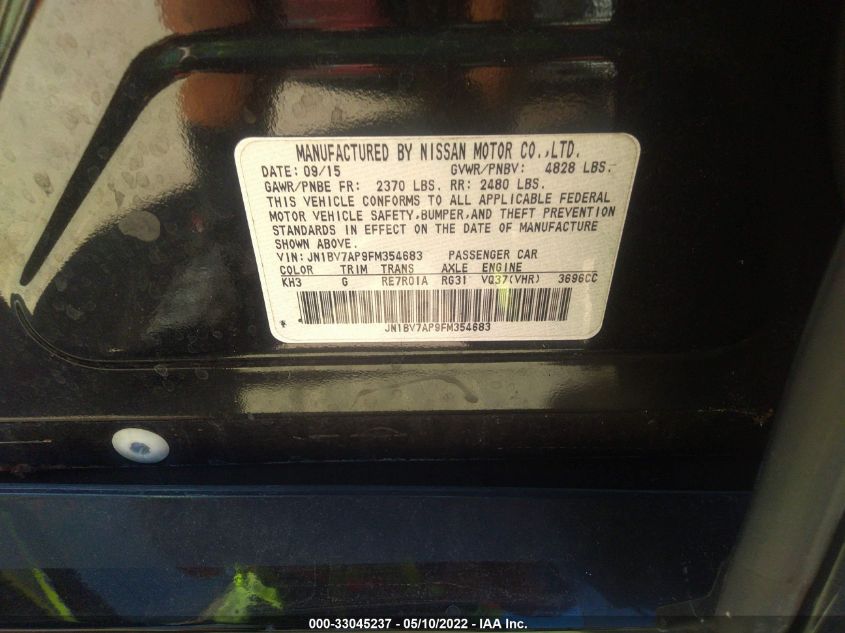 MANUFACTURED BY NISSAN MOTOR CO.,LTD.
DATE: 09/15 GVWR/PNBV: 4828 LBS.
GAWR/PNBE FR: 2370 LBS. RR: 2480 LBS.
THIS VEHICLE CONFORMS TO ALL APPLICABLE FEDERAL
MOTOR VEHICLE SAFETY,BUMPER,AND THEFT PREVENTION
STANDARDS IN EFFECT ON THE DATE OF MANUFACTURE
SHOWN ABOVE.
VIN: JN1BV7AP9FM354683 PASSENGER CAR
COLOR TRIM TRANS AXLE ENGINE
KH3 G RE7R01A RG31 VQ37(VHR) 3696CC
JN1BV7AP9FM354683
000-33045237 - 05/10/2022 - IAA Inc.